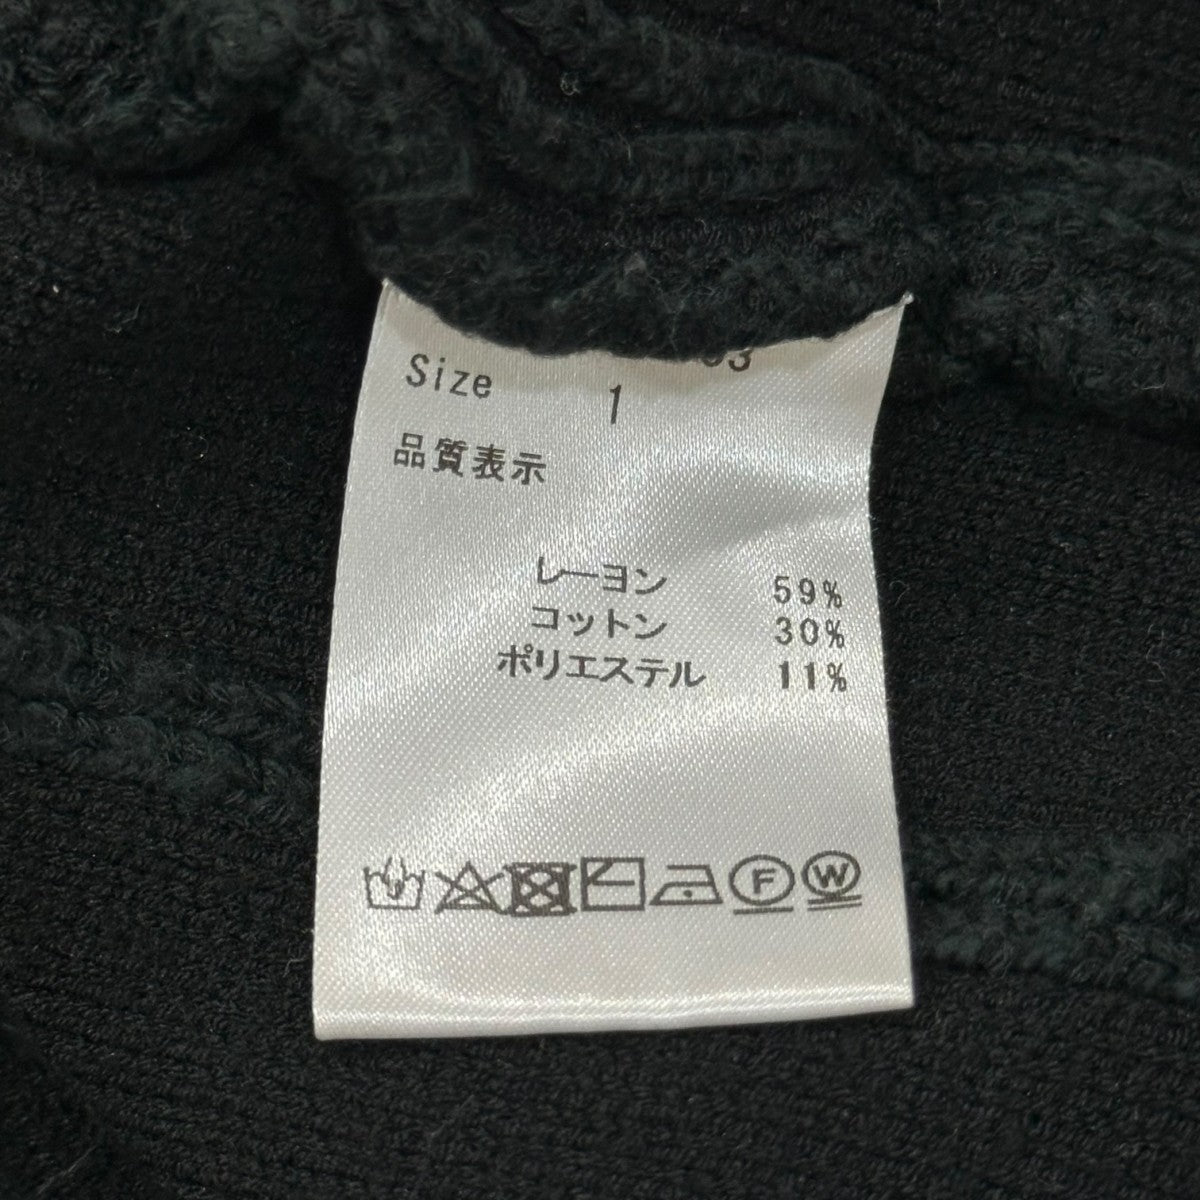 Size 1
品質表示
レーヨン 59%
コットン 30%
ポリエステル 11%
F W